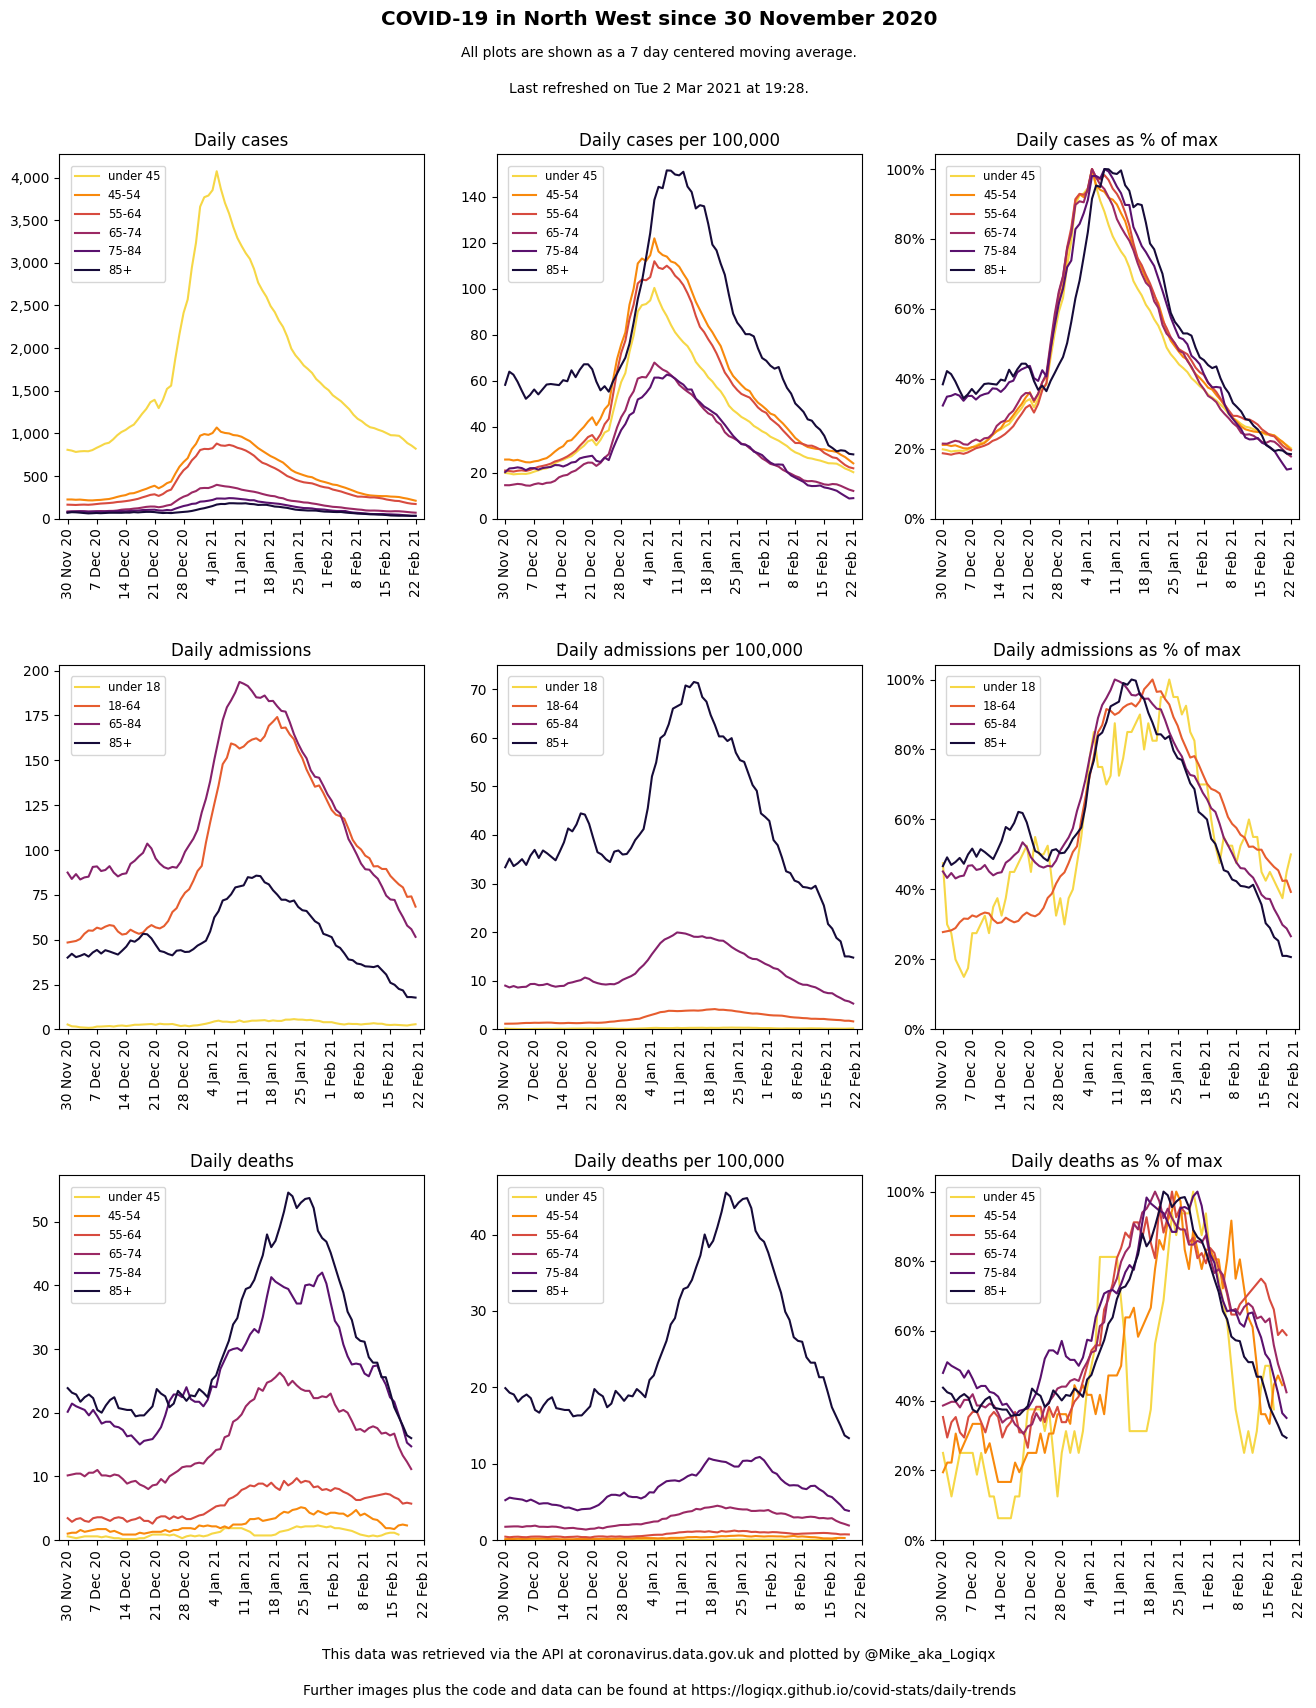 COVID-19 in North West since 30 November 2020
All plots are shown as a 7 day centered moving average.
Last refreshed on Tue 2 Mar 2021 at 19:28.
Daily cases
under 45
45-54
55-64
65-74
75-84
85+
4,000
3,500
3,000
2,500
2,000
1,500
1,000
500
0
30 Nov 20
7 Dec 20
14 Dec 20
21 Dec 20
28 Dec 20
4 Jan 21
11 Jan 21
18 Jan 21
25 Jan 21
1 Feb 21
8 Feb 21
15 Feb 21
22 Feb 21
Daily cases per 100,000
under 45
45-54
55-64
65-74
75-84
85+
140
120
100
80
60
40
20
0
30 Nov 20
7 Dec 20
14 Dec 20
21 Dec 20
28 Dec 20
4 Jan 21
11 Jan 21
18 Jan 21
25 Jan 21
1 Feb 21
8 Feb 21
15 Feb 21
22 Feb 21
Daily cases as % of max
under 45
45-54
55-64
65-74
75-84
85+
100%
80%
60%
40%
20%
0%
30 Nov 20
7 Dec 20
14 Dec 20
21 Dec 20
28 Dec 20
4 Jan 21
11 Jan 21
18 Jan 21
25 Jan 21
1 Feb 21
8 Feb 21
15 Feb 21
22 Feb 21
Daily admissions
under 18
18-64
65-84
85+
200
175
150
125
100
75
50
25
0
30 Nov 20
7 Dec 20
14 Dec 20
21 Dec 20
28 Dec 20
4 Jan 21
11 Jan 21
18 Jan 21
25 Jan 21
1 Feb 21
8 Feb 21
15 Feb 21
22 Feb 21
Daily admissions per 100,000
under 18
18-64
65-84
85+
70
60
50
40
30
20
10
0
30 Nov 20
7 Dec 20
14 Dec 20
21 Dec 20
28 Dec 20
4 Jan 21
11 Jan 21
18 Jan 21
25 Jan 21
1 Feb 21
8 Feb 21
15 Feb 21
22 Feb 21
Daily admissions as % of max
under 18
18-64
65-84
85+
100%
80%
60%
40%
20%
0%
30 Nov 20
7 Dec 20
14 Dec 20
21 Dec 20
28 Dec 20
4 Jan 21
11 Jan 21
18 Jan 21
25 Jan 21
1 Feb 21
8 Feb 21
15 Feb 21
22 Feb 21
Daily deaths
under 45
45-54
55-64
65-74
75-84
85+
50
40
30
20
10
0
30 Nov 20
7 Dec 20
14 Dec 20
21 Dec 20
28 Dec 20
4 Jan 21
11 Jan 21
18 Jan 21
25 Jan 21
1 Feb 21
8 Feb 21
15 Feb 21
22 Feb 21
Daily deaths per 100,000
under 45
45-54
55-64
65-74
75-84
85+
40
30
20
10
0
30 Nov 20
7 Dec 20
14 Dec 20
21 Dec 20
28 Dec 20
4 Jan 21
11 Jan 21
18 Jan 21
25 Jan 21
1 Feb 21
8 Feb 21
15 Feb 21
22 Feb 21
Daily deaths as % of max
under 45
45-54
55-64
65-74
75-84
85+
100%
80%
60%
40%
20%
0%
30 Nov 20
7 Dec 20
14 Dec 20
21 Dec 20
28 Dec 20
4 Jan 21
11 Jan 21
18 Jan 21
25 Jan 21
1 Feb 21
8 Feb 21
15 Feb 21
22 Feb 21
This data was retrieved via the API at coronavirus.data.gov.uk and plotted by @Mike_aka_Logiqx
Further images plus the code and data can be found at https://logiqx.github.io/covid-stats/daily-trends